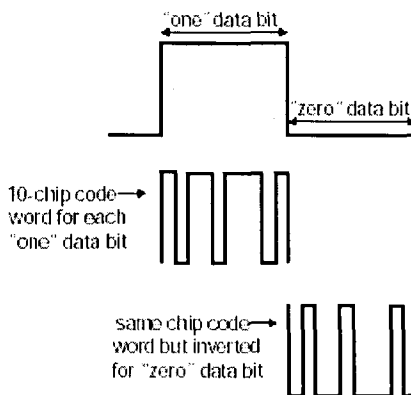 "one" data bit
"zero" data bit
10-chip code
word for each
"one" data bit
same chip code
word but inverted
for "zero" data bit